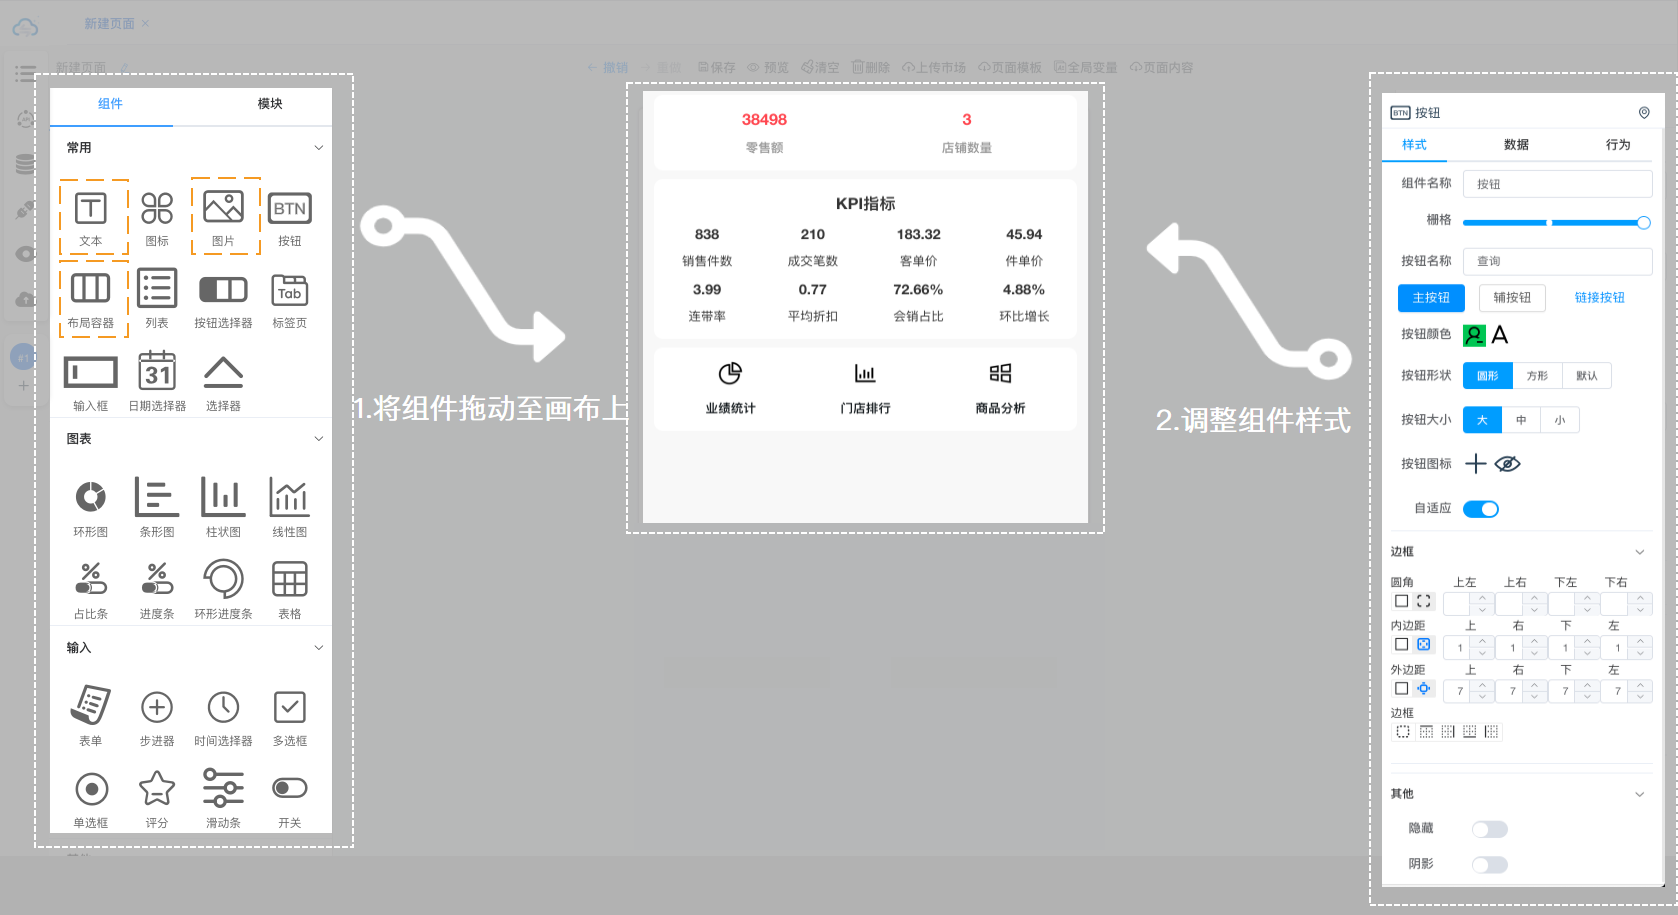 新建页面 ×
新建页面
撤销 重做 保存 预览 清空 删除 上传市场 页面模板 全局变量 页面内容
#1
组件 模块
常用
T BTN
文本 图标 图片 按钮
Tab
布局容器 列表 按钮选择器 标签页
31
输入框 日期选择器 选择器
图表
环形图 条形图 柱状图 线性图
% %
占比条 进度条 环形进度条 表格
输入
表单 步进器 时间选择器 多选框
单选框 评分 滑动条 开关
1.将组件拖动至画布上
38498 3
零售额 店铺数量
KPI指标
838 210 183.32 45.94
销售件数 成交笔数 客单价 件单价
3.99 0.77 72.66% 4.88%
连带率 平均折扣 会销占比 环比增长
业绩统计 门店排行 商品分析
2.调整组件样式
BTN 按钮
样式 数据 行为
组件名称 按钮
栅格
按钮名称 查询
主按钮 辅按钮 链接按钮
按钮颜色 A
按钮形状 圆形 方形 默认
按钮大小 大 中 小
按钮图标
自适应
边框
圆角 上左 上右 下左 下右
内边距 上 右 下 左
1 1 1 1
外边距 上 右 下 左
7 7 7 7
边框
其他
隐藏
阴影